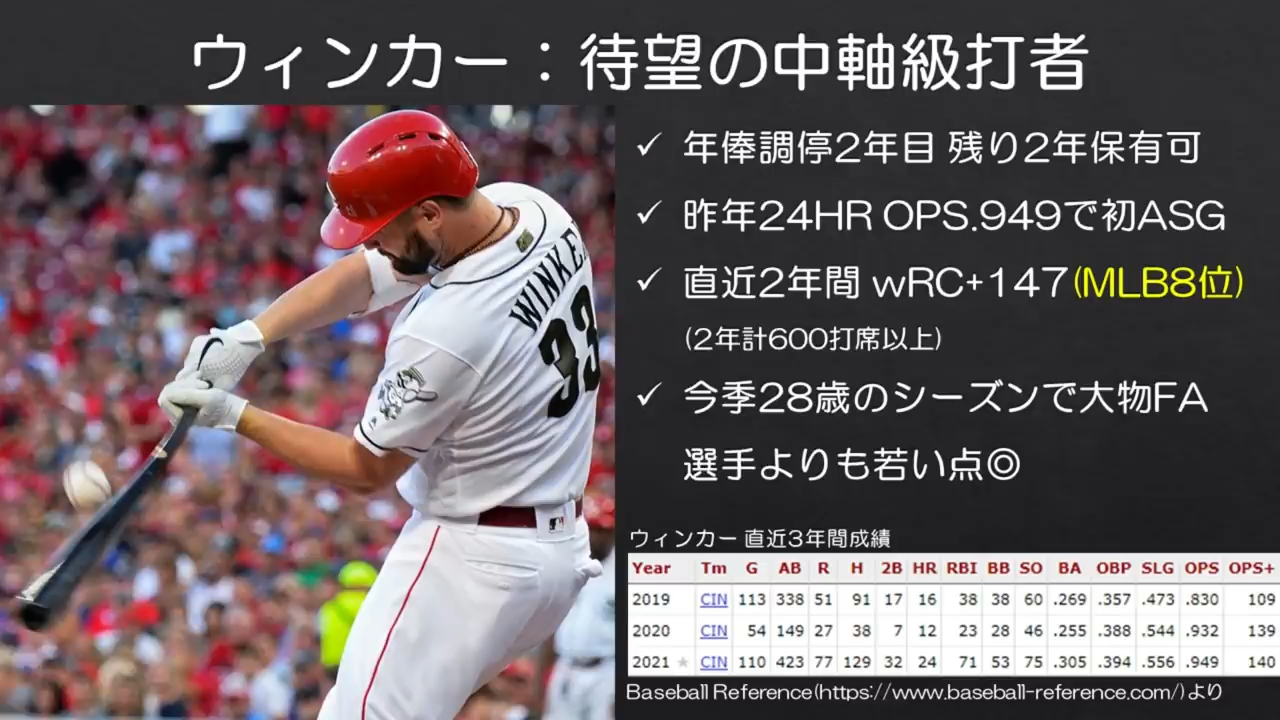 ウィンカー：待望の中軸級打者
✓ 年俸調停2年目 残り2年保有可
✓ 昨年24HR OPS.949で初ASG
✓ 直近2年間 wRC+147(MLB8位)
(2年計600打席以上)
✓ 今季28歳のシーズンで大物FA
選手よりも若い点◎
WINKE
33
ウィンカー 直近3年間成績
Year Tm G AB R H 2B HR RBI BB SO BA OBP SLG OPS OPS+
2019 CIN 113 338 51 91 17 16 38 38 60 .269 .357 .473 .830 109
2020 CIN 54 149 27 38 7 12 23 28 46 .255 .388 .544 .932 139
2021 ★ CIN 110 423 77 129 32 24 71 53 75 .305 .394 .556 .949 140
Baseball Reference(https://www.baseball-reference.com/)より